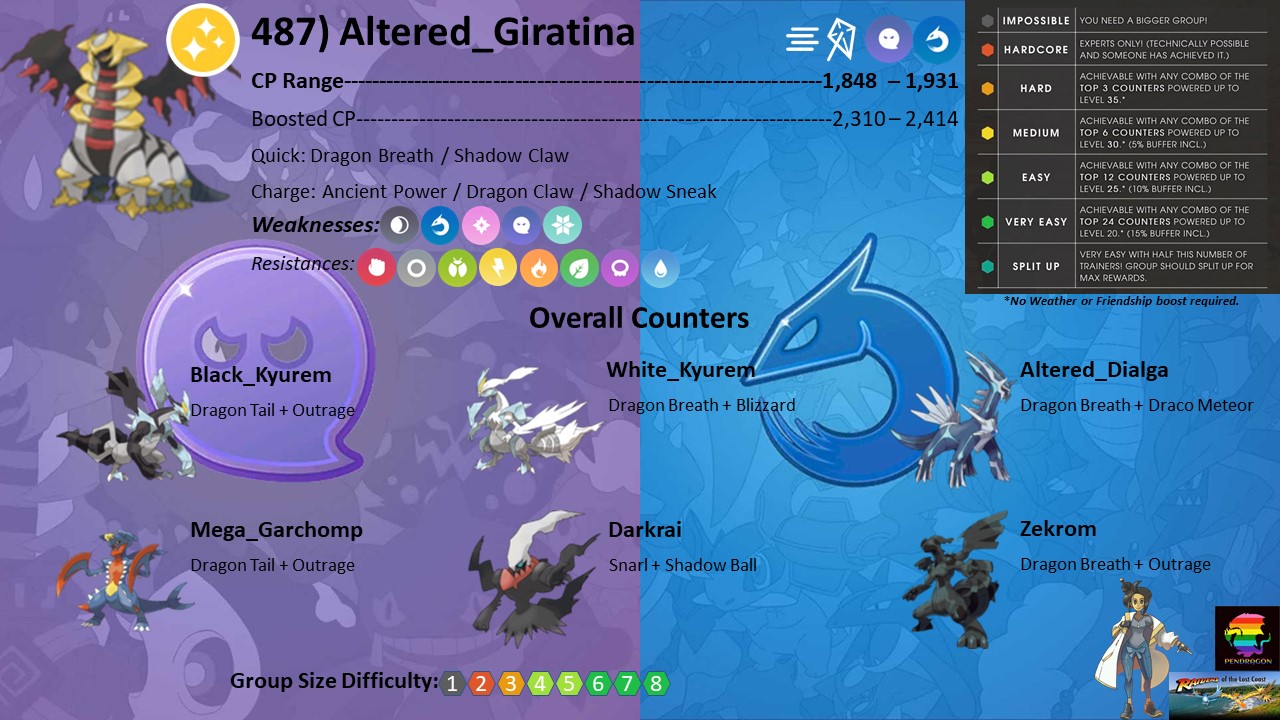 487) Altered_Giratina
CP Range--------------------------------------------------------------------1,848 – 1,931
Boosted CP--------------------------------------------------------------------2,310 – 2,414
Quick: Dragon Breath / Shadow Claw
Charge: Ancient Power / Dragon Claw / Shadow Sneak
Weaknesses:
Resistances:
IMPOSSIBLE YOU NEED A BIGGER GROUP!
HARDCORE EXPERTS ONLY! (TECHNICALLY POSSIBLE
AND SOMEONE HAS ACHIEVED IT.)
HARD ACHIEVABLE WITH ANY COMBO OF THE
TOP 3 COUNTERS POWERED UP TO
LEVEL 35.*
MEDIUM ACHIEVABLE WITH ANY COMBO OF THE
TOP 6 COUNTERS POWERED UP TO
LEVEL 30.* (5% BUFFER INCL.)
EASY ACHIEVABLE WITH ANY COMBO OF THE
TOP 12 COUNTERS POWERED UP TO
LEVEL 25.* (10% BUFFER INCL.)
VERY EASY ACHIEVABLE WITH ANY COMBO OF THE
TOP 24 COUNTERS POWERED UP TO
LEVEL 20.* (15% BUFFER INCL.)
SPLIT UP VERY EASY WITH HALF THIS NUMBER OF
TRAINERS! GROUP SHOULD SPLIT UP FOR
MAX REWARDS.
*No Weather or Friendship boost required.
Overall Counters
Black_Kyurem
Dragon Tail + Outrage
White_Kyurem
Dragon Breath + Blizzard
Altered_Dialga
Dragon Breath + Draco Meteor
Mega_Garchomp
Dragon Tail + Outrage
Darkrai
Snarl + Shadow Ball
Zekrom
Dragon Breath + Outrage
Group Size Difficulty: 1 2 3 4 5 6 7 8
PENDRAGON
RAIDERS of the Lost Coast